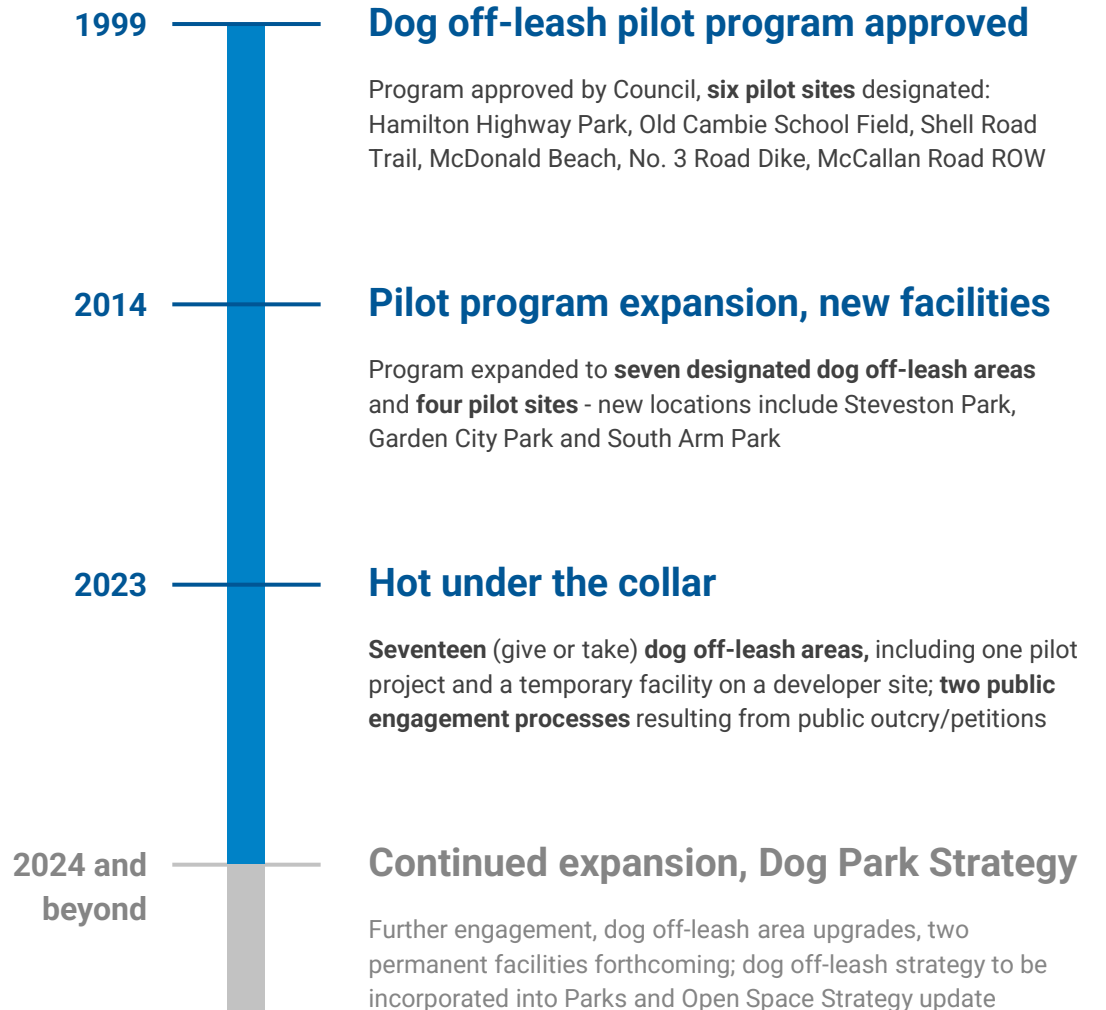 1999
Dog off-leash pilot program approved
Program approved by Council, six pilot sites designated:
Hamilton Highway Park, Old Cambie School Field, Shell Road
Trail, McDonald Beach, No. 3 Road Dike, McCallan Road ROW
2014
Pilot program expansion, new facilities
Program expanded to seven designated dog off-leash areas
and four pilot sites - new locations include Steveston Park,
Garden City Park and South Arm Park
2023
Hot under the collar
Seventeen (give or take) dog off-leash areas, including one pilot
project and a temporary facility on a developer site; two public
engagement processes resulting from public outcry/petitions
2024 and
beyond
Continued expansion, Dog Park Strategy
Further engagement, dog off-leash area upgrades, two
permanent facilities forthcoming; dog off-leash strategy to be
incorporated into Parks and Open Space Strategy update